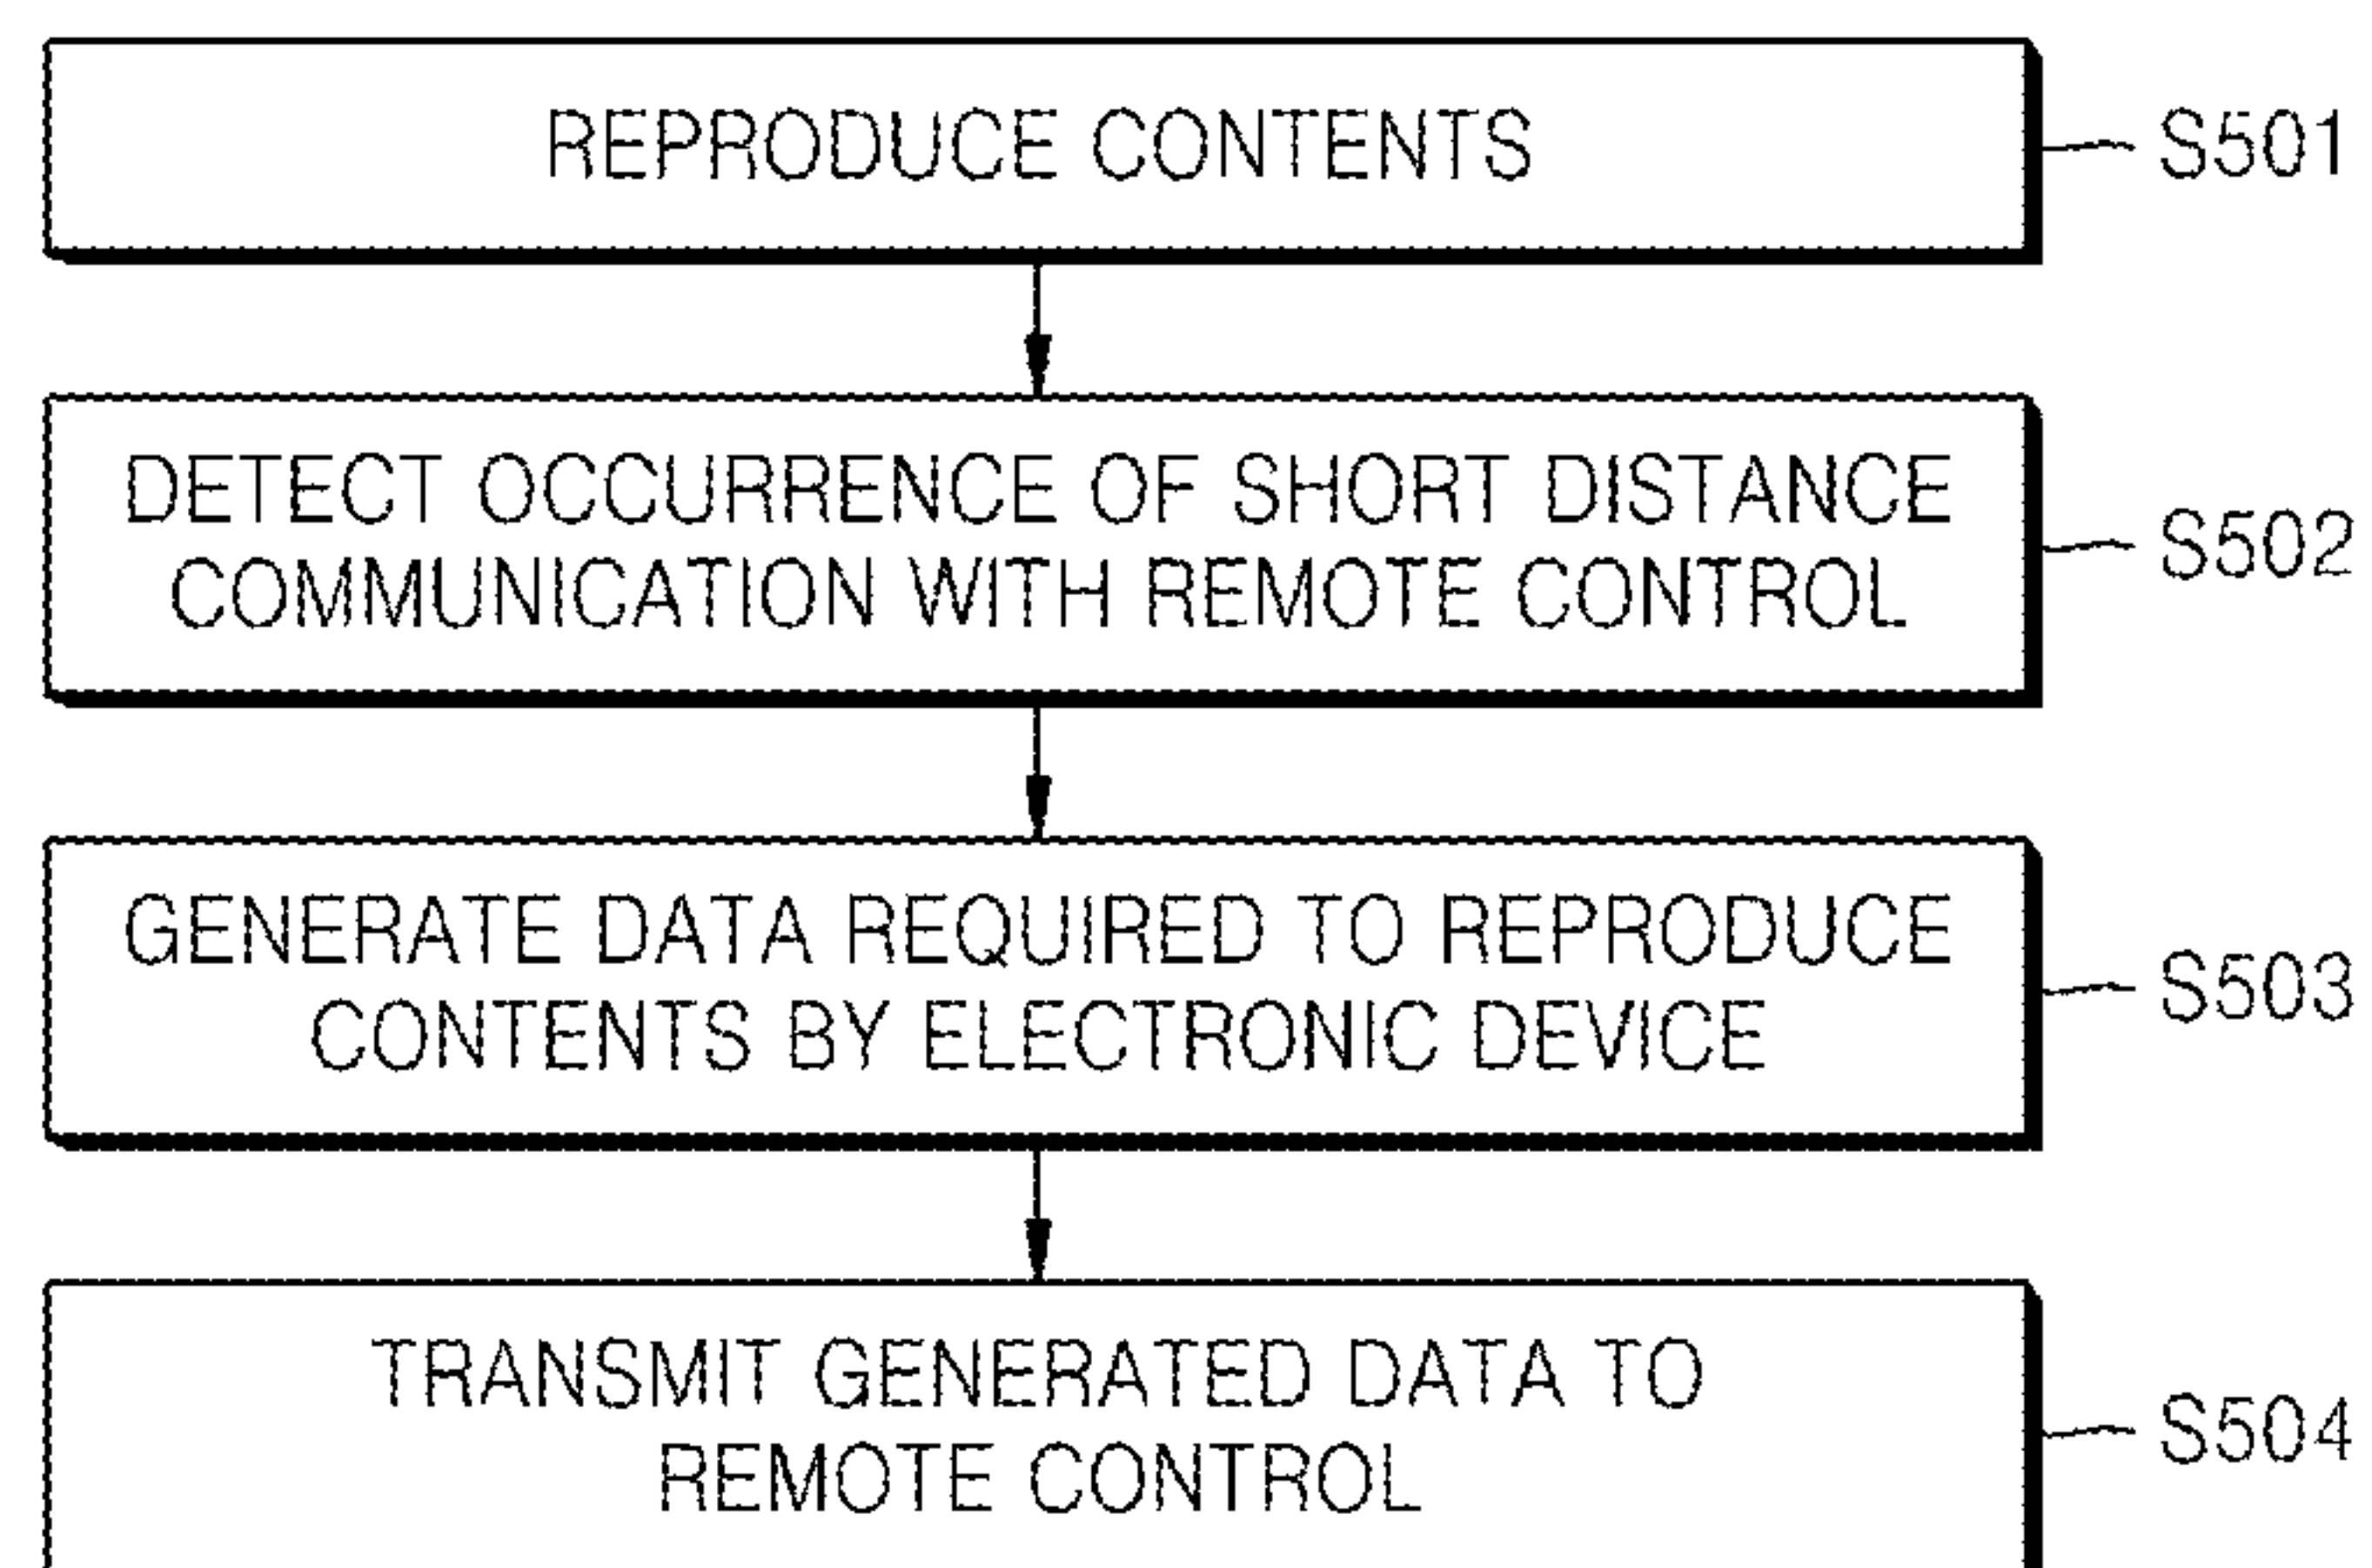 REPRODUCE CONTENTS
S501
DETECT OCCURRENCE OF SHORT DISTANCE
COMMUNICATION WITH REMOTE CONTROL
S502
GENERATE DATA REQUIRED TO REPRODUCE
CONTENTS BY ELECTRONIC DEVICE
S503
TRANSMIT GENERATED DATA TO
REMOTE CONTROL
S504